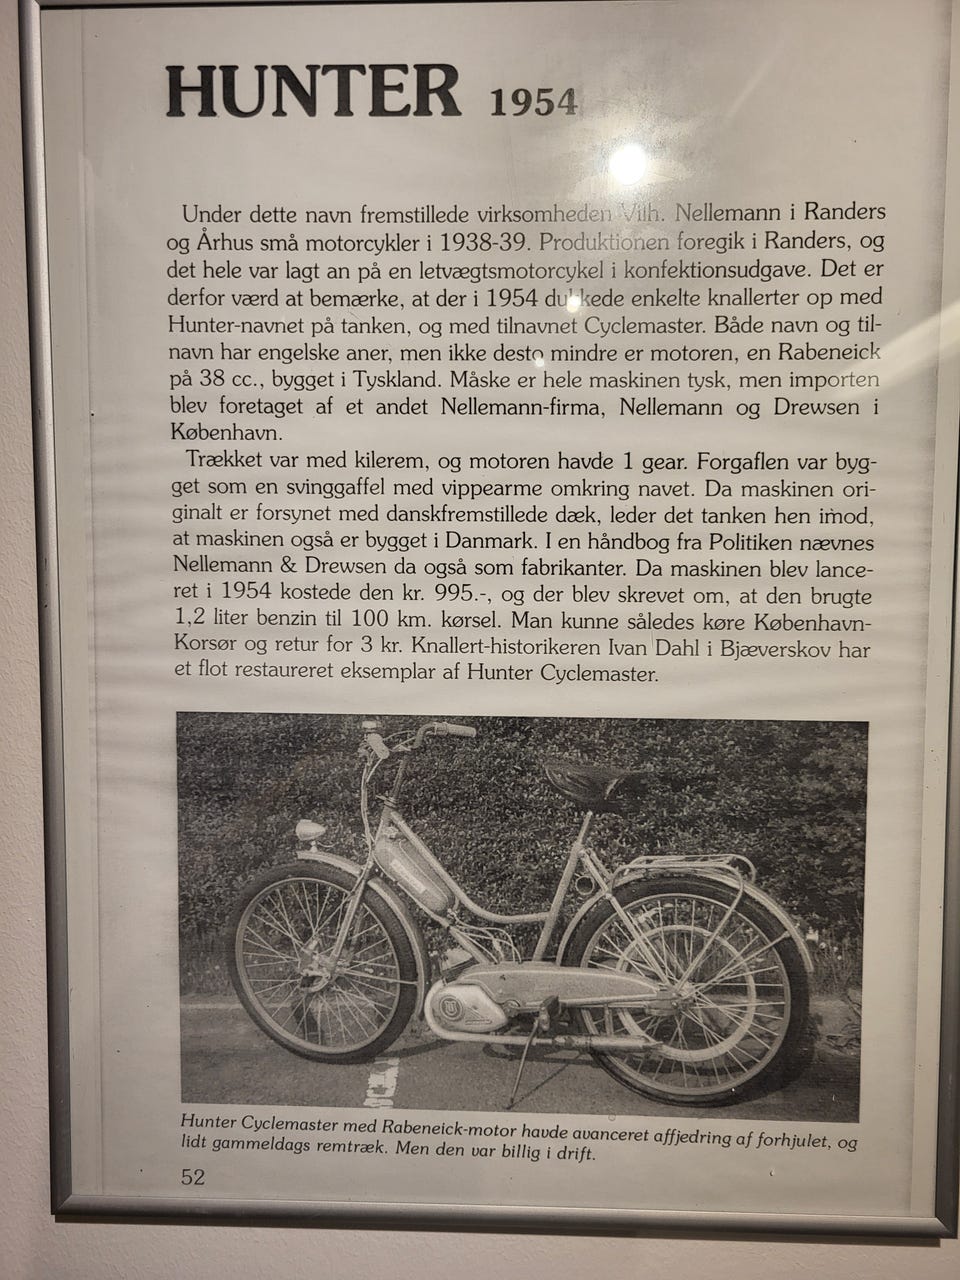 HUNTER 1954
Under dette navn fremstillede virksomheden Vilh. Nellemann i Randers
og Århus små motorcykler i 1938-39. Produktionen foregik i Randers, og
det hele var lagt an på en letvægtsmotorcykel i konfektionsudgave. Det er
derfor værd at bemærke, at der i 1954 dukkede enkelte knallerter op med
Hunter-navnet på tanken, og med tilnavnet Cyclemaster. Både navn og til-
navn har engelske aner, men ikke desto mindre er motoren, en Rabeneick
på 38 cc., bygget i Tyskland. Måske er hele maskinen tysk, men importen
blev foretaget af et andet Nellemann-firma, Nellemann og Drewsen i
København.
Trækket var med kilerem, og motoren havde 1 gear. Forgaflen var byg-
get som en svinggaffel med vippearme omkring navet. Da maskinen ori-
ginalt er forsynet med danskfremstillede dæk, leder det tanken hen imod,
at maskinen også er bygget i Danmark. I en håndbog fra Politiken nævnes
Nellemann & Drewsen da også som fabrikanter. Da maskinen blev lance-
ret i 1954 kostede den kr. 995.-, og der blev skrevet om, at den brugte
1,2 liter benzin til 100 km. kørsel. Man kunne således køre København-
Korsør og retur for 3 kr. Knallert-historikeren Ivan Dahl i Bjæverskov har
et flot restaureret eksemplar af Hunter Cyclemaster.
Hunter Cyclemaster med Rabeneick-motor havde avanceret affjedring af forhjulet, og
lidt gammeldags remtræk. Men den var billig i drift.
52